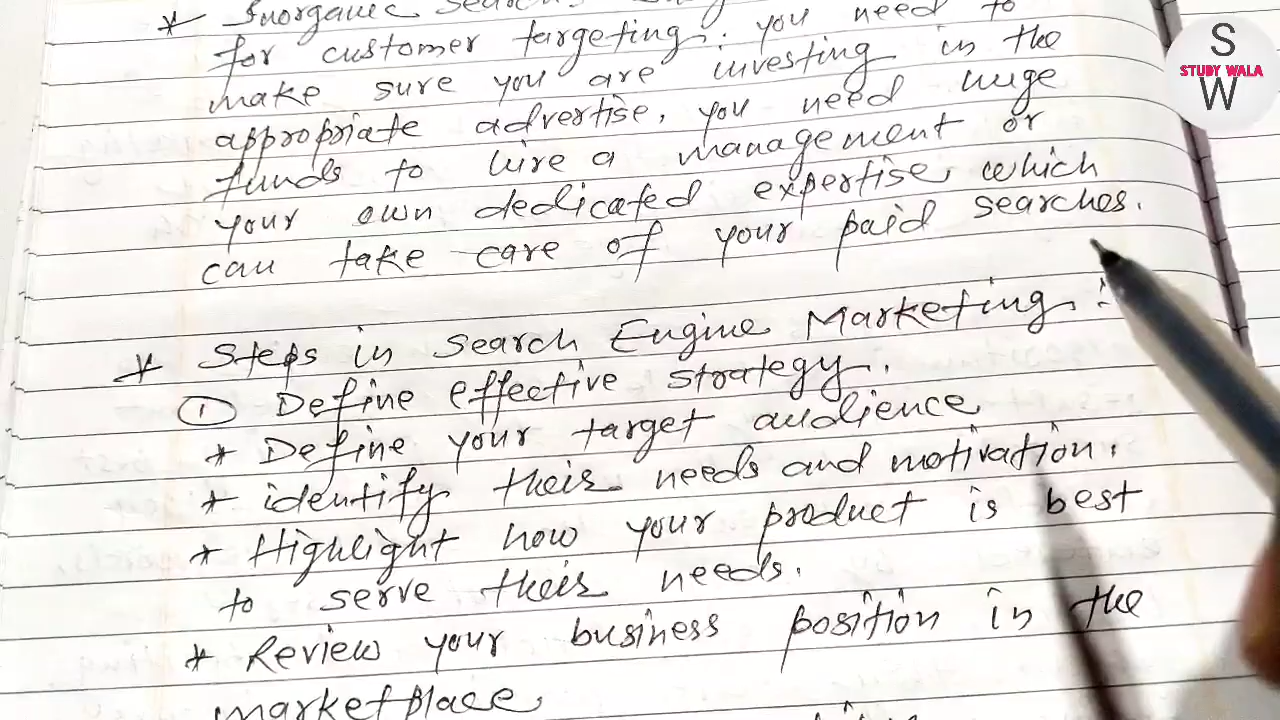 * Inorganic Search
for customer targeting. you need to
make sure you are investing in the
appropriate advertise, you need huge
funds to hire a management or
your own dedicated expertise, which
can take care of your paid searches.
* Steps in Search Engine Marketing :
① Define effective strategy.
* Define your target audience
* identify their needs and motivation.
* Highlight how your product is best
to serve their needs.
* Review your business position in the
marketplace.
S
STUDY WALA
W